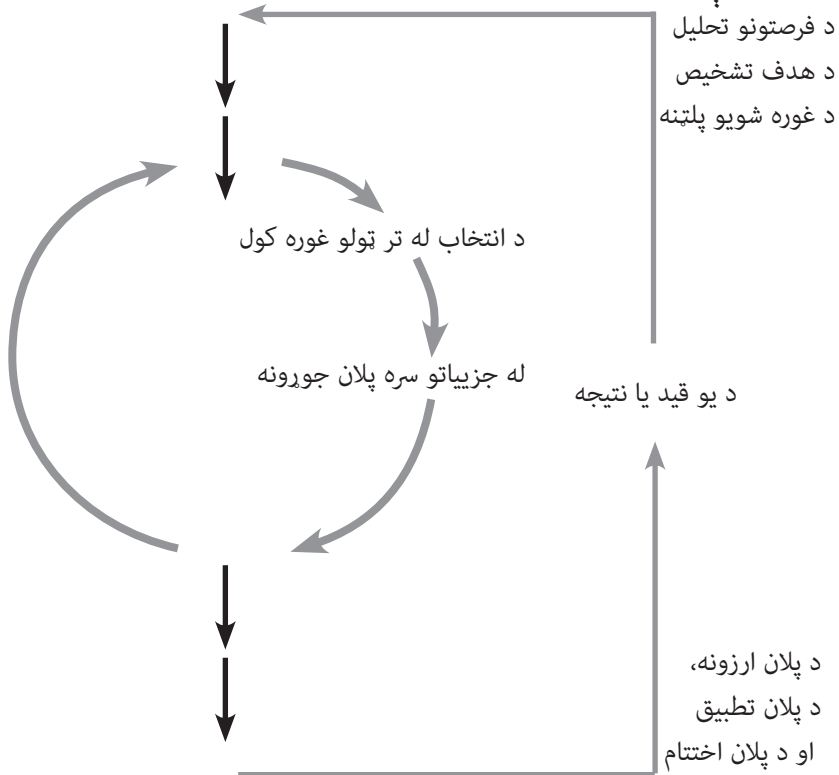 د فرصتونو تحلیل
د هدف تشخیص
د غوره شویو پلټنه
د انتخاب له تر ټولو غوره کول
له جزییاتو سره پلان جوړونه
د یو قید یا نتیجه
د پلان ارزونه،
د پلان تطبیق
او د پلان اختتام